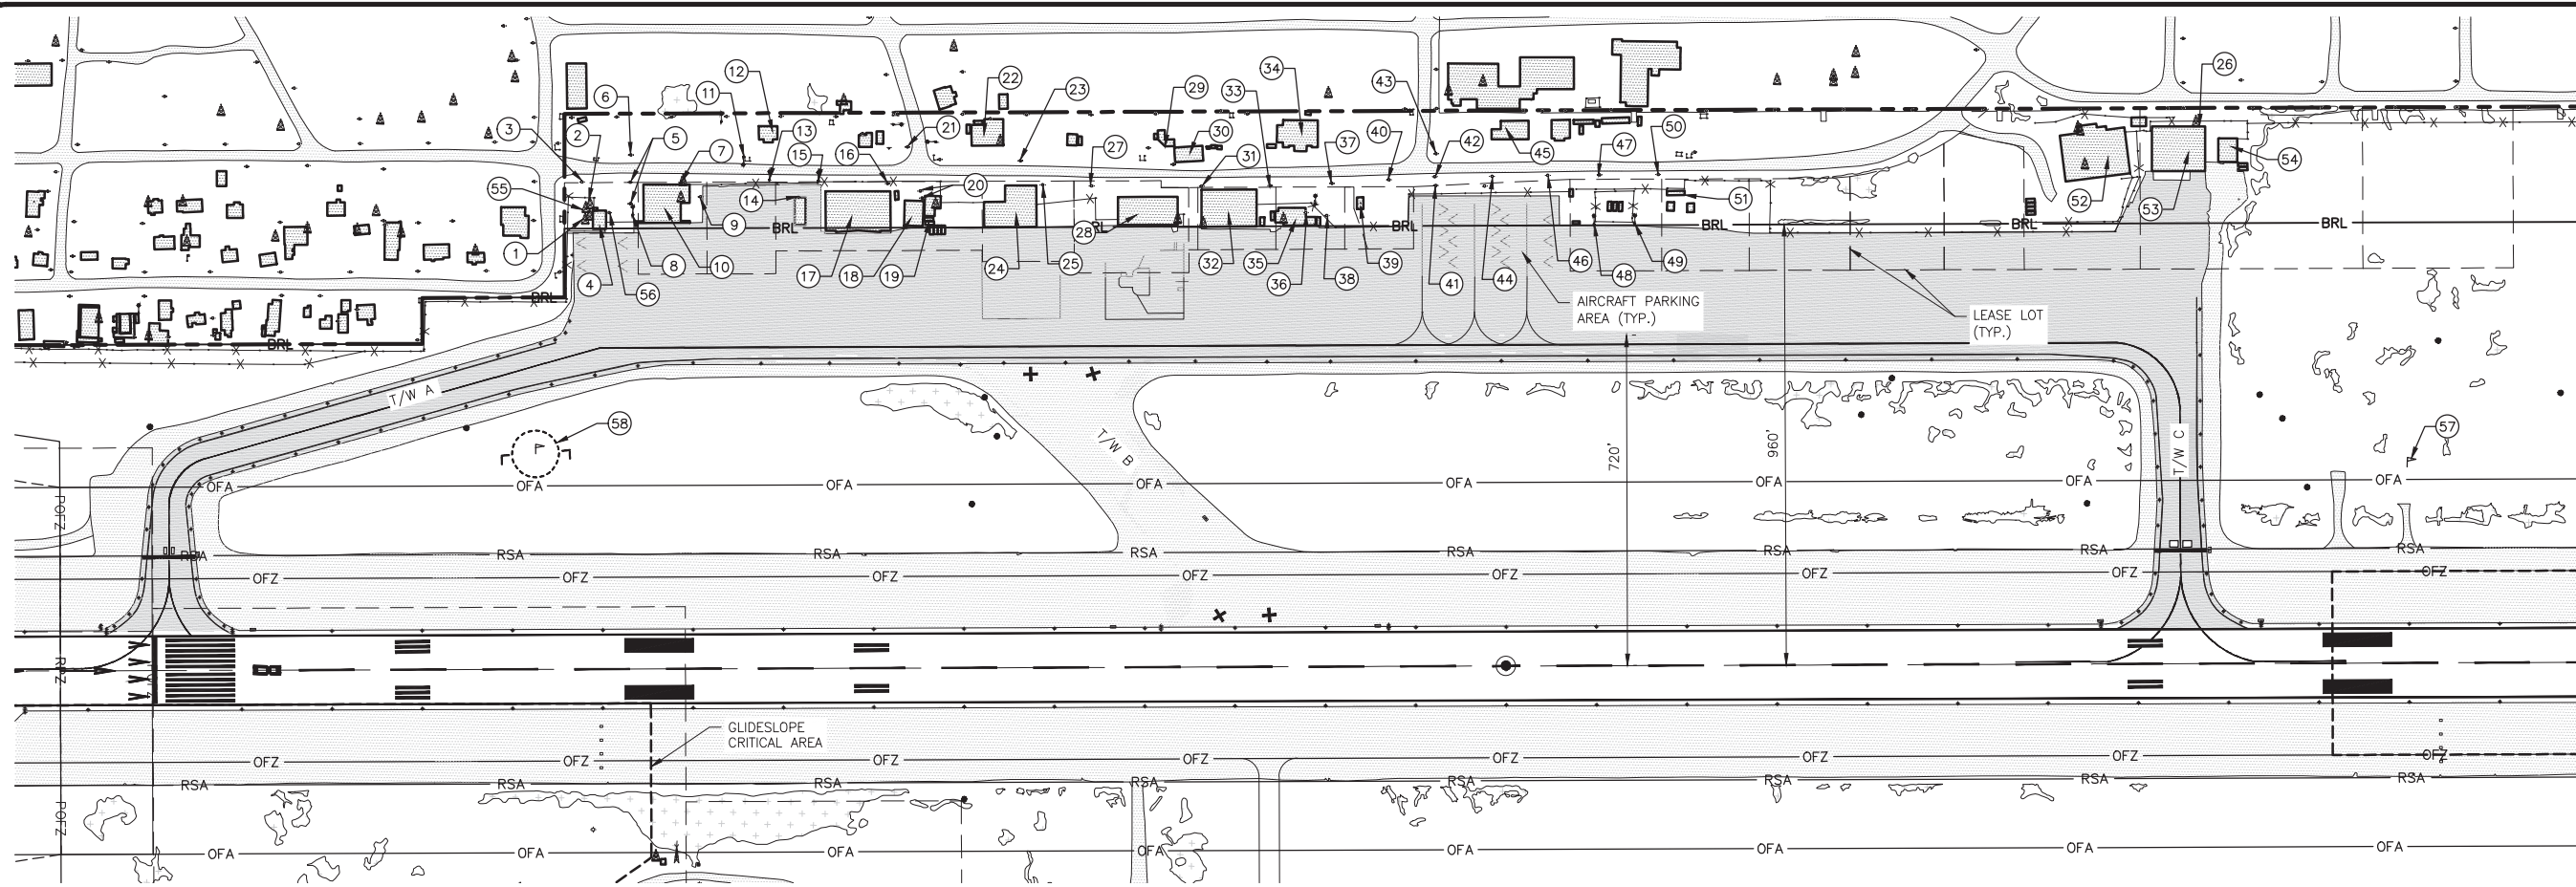 26
12
34
22
43
11
23
6
29
33
3
2
5
13
21
30
40
42
50
7
15
16
27
37
45
47
54
31
55
20
14
51
52
53
9
BRL
28
BRL
BRL
BRL
BRL
BRL
1
8
10
17
18
19
24
25
32
35
36
38
39
41
44
46
48
49
4
56
BRL
AIRCRAFT PARKING
AREA (TYP.)
LEASE LOT
(TYP.)
BRL
T/W A
58
57
T/W B
720'
960'
T/W C
OFA
OFA
OFA
OFA
OFA
OFA
OFA
OFA
POFZ
RSA
RSA
RSA
RSA
RSA
RSA
RSA
RSA
OFZ
OFZ
OFZ
OFZ
OFZ
OFZ
OFZ
OFZ
RPZ
GLIDESLOPE
CRITICAL AREA
OFZ
OFZ
OFZ
OFZ
OFZ
OFZ
OFZ
OFZ
RSA
RSA
RSA
RSA
RSA
RSA
RSA
RSA
POFZ
OFA
OFA
OFA
OFA
OFA
OFA
OFA
OFA